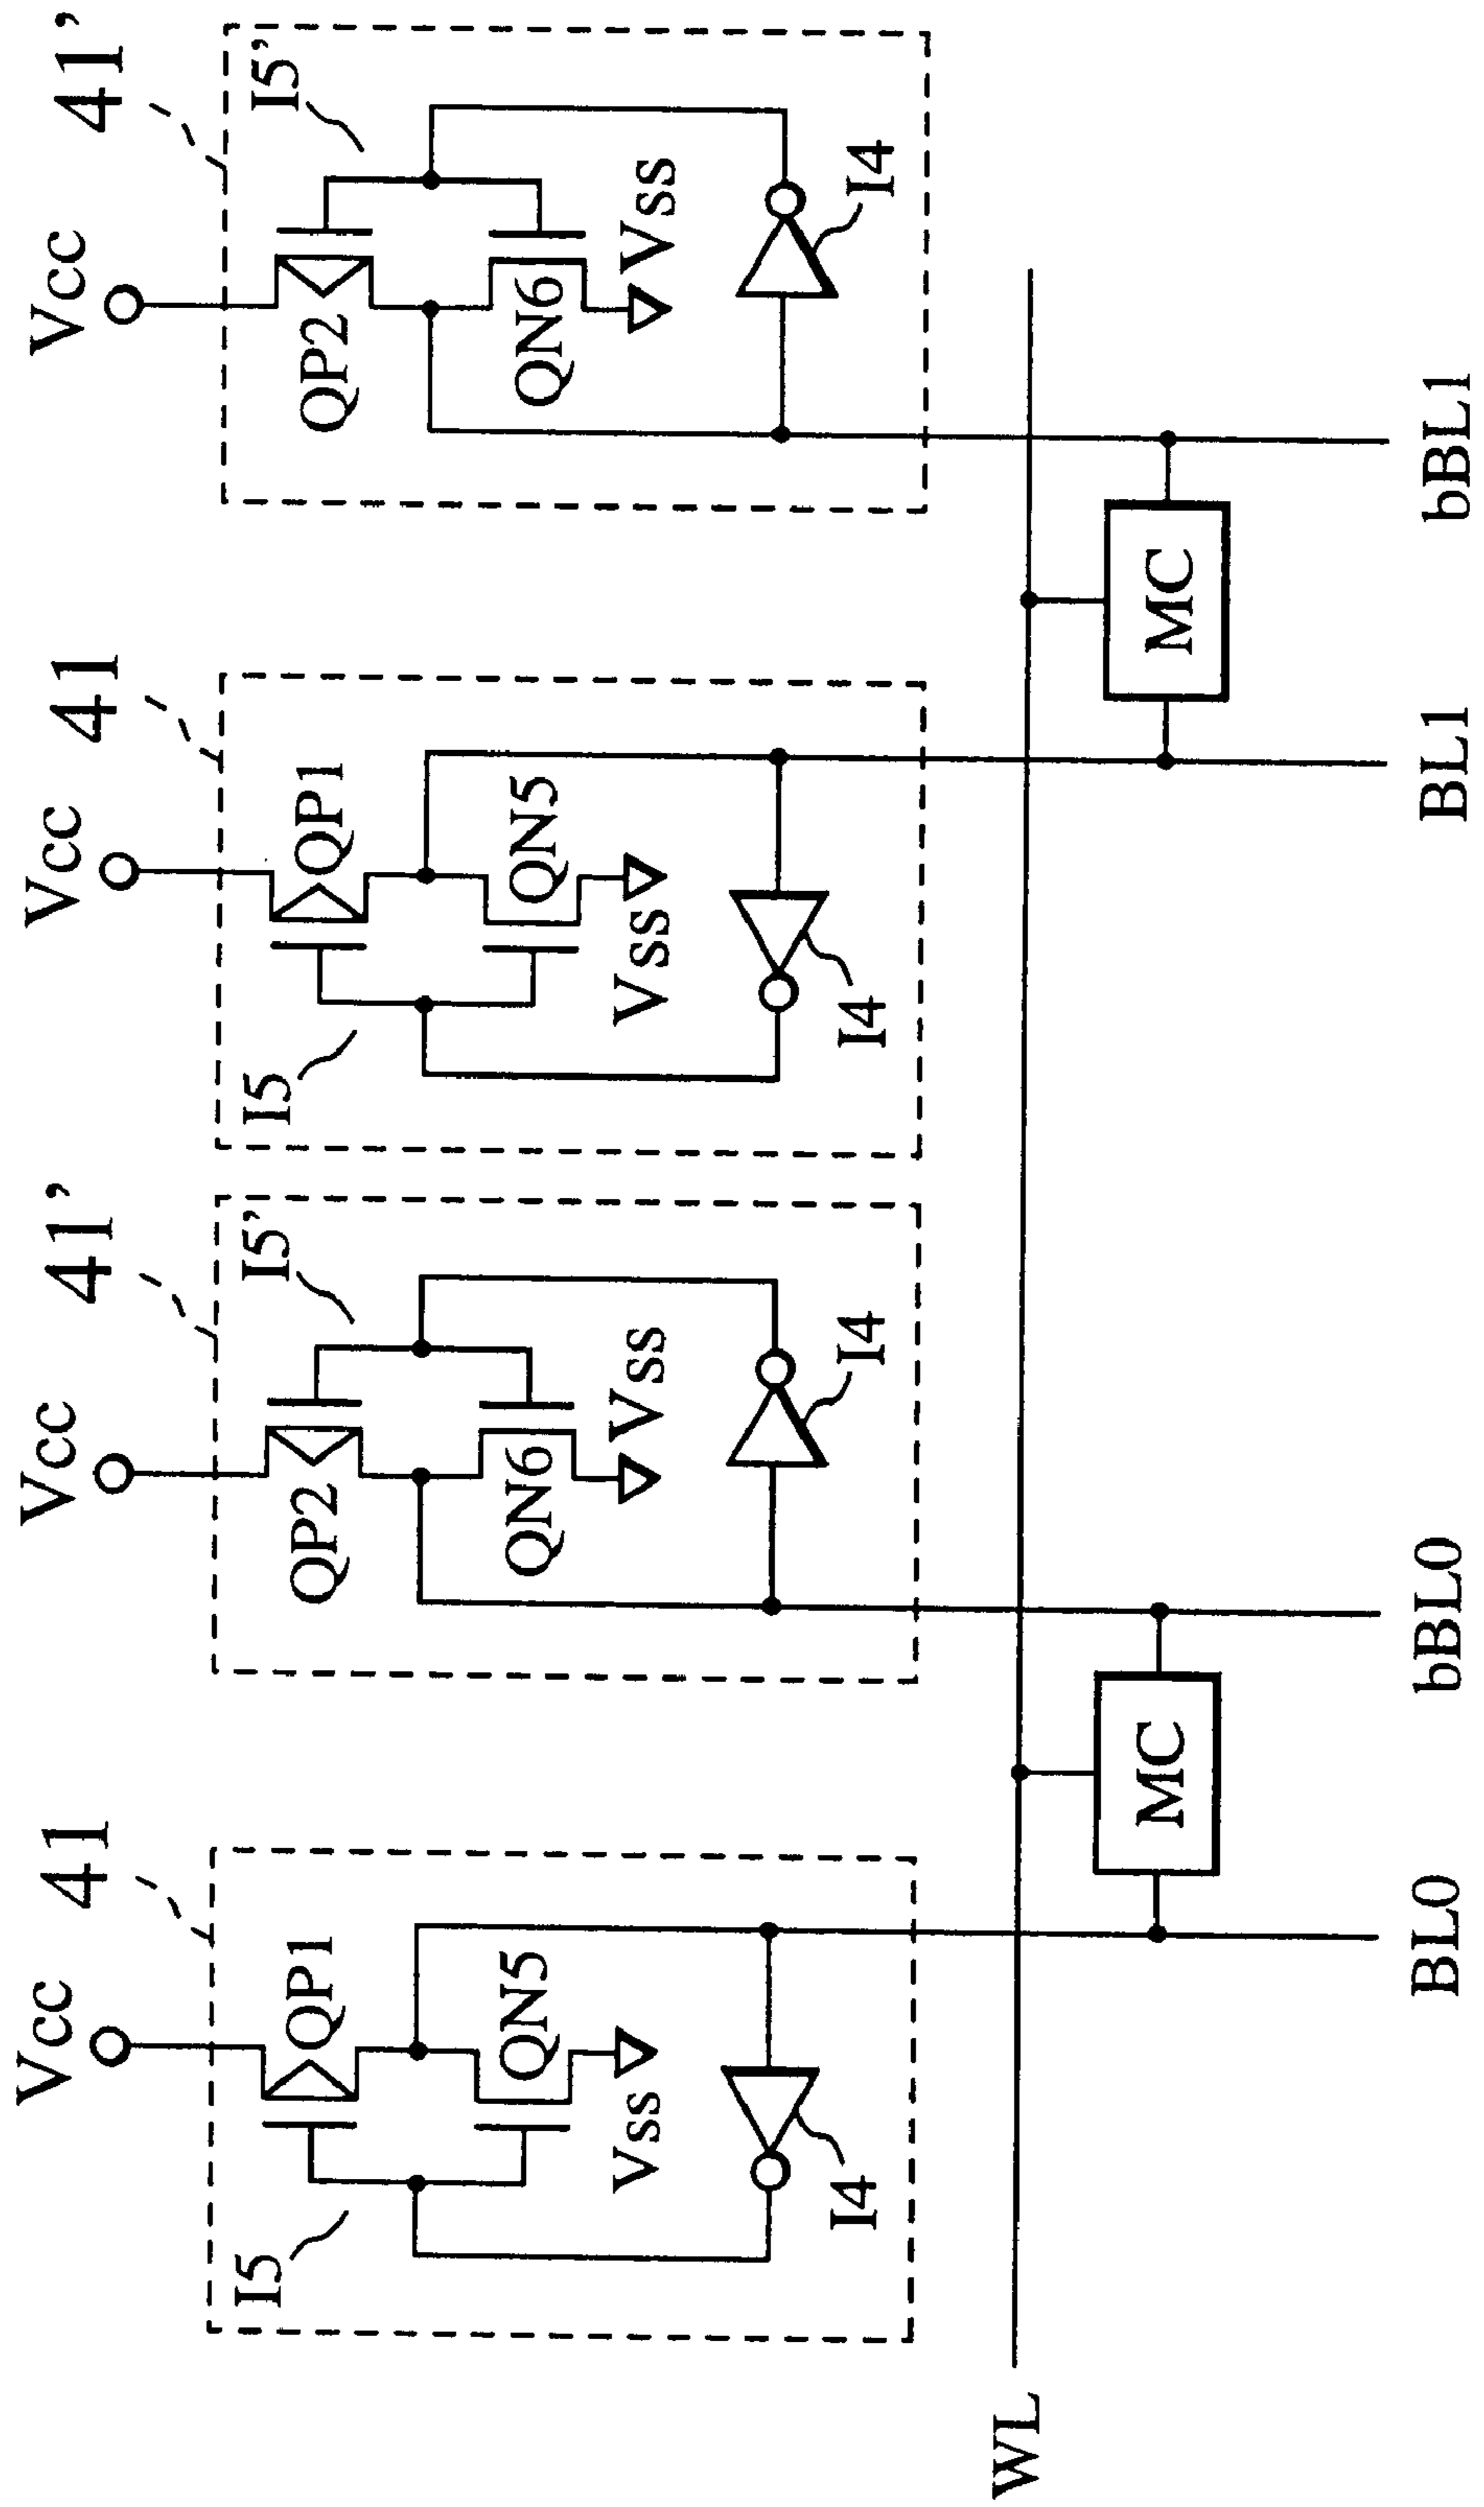 Vcc 41 Vcc 41' Vcc 41 Vcc 41'
I5 QP1 I5' QP2 I5 QP1 I5' QP2
QN5 QN6 QN5 QN6
Vss Vss Vss Vss
I4 I4 I4 I4
WL
MC MC
BL0 bBL0 BL1 bBL1